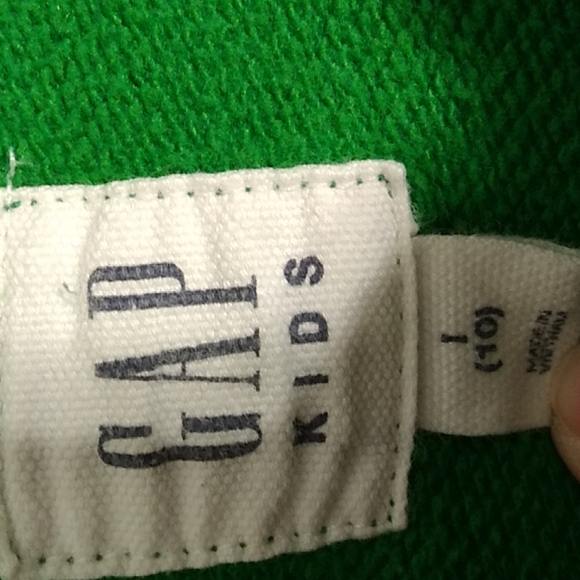 GAP
KIDS
L
(10)
MADE IN
VIETNAM